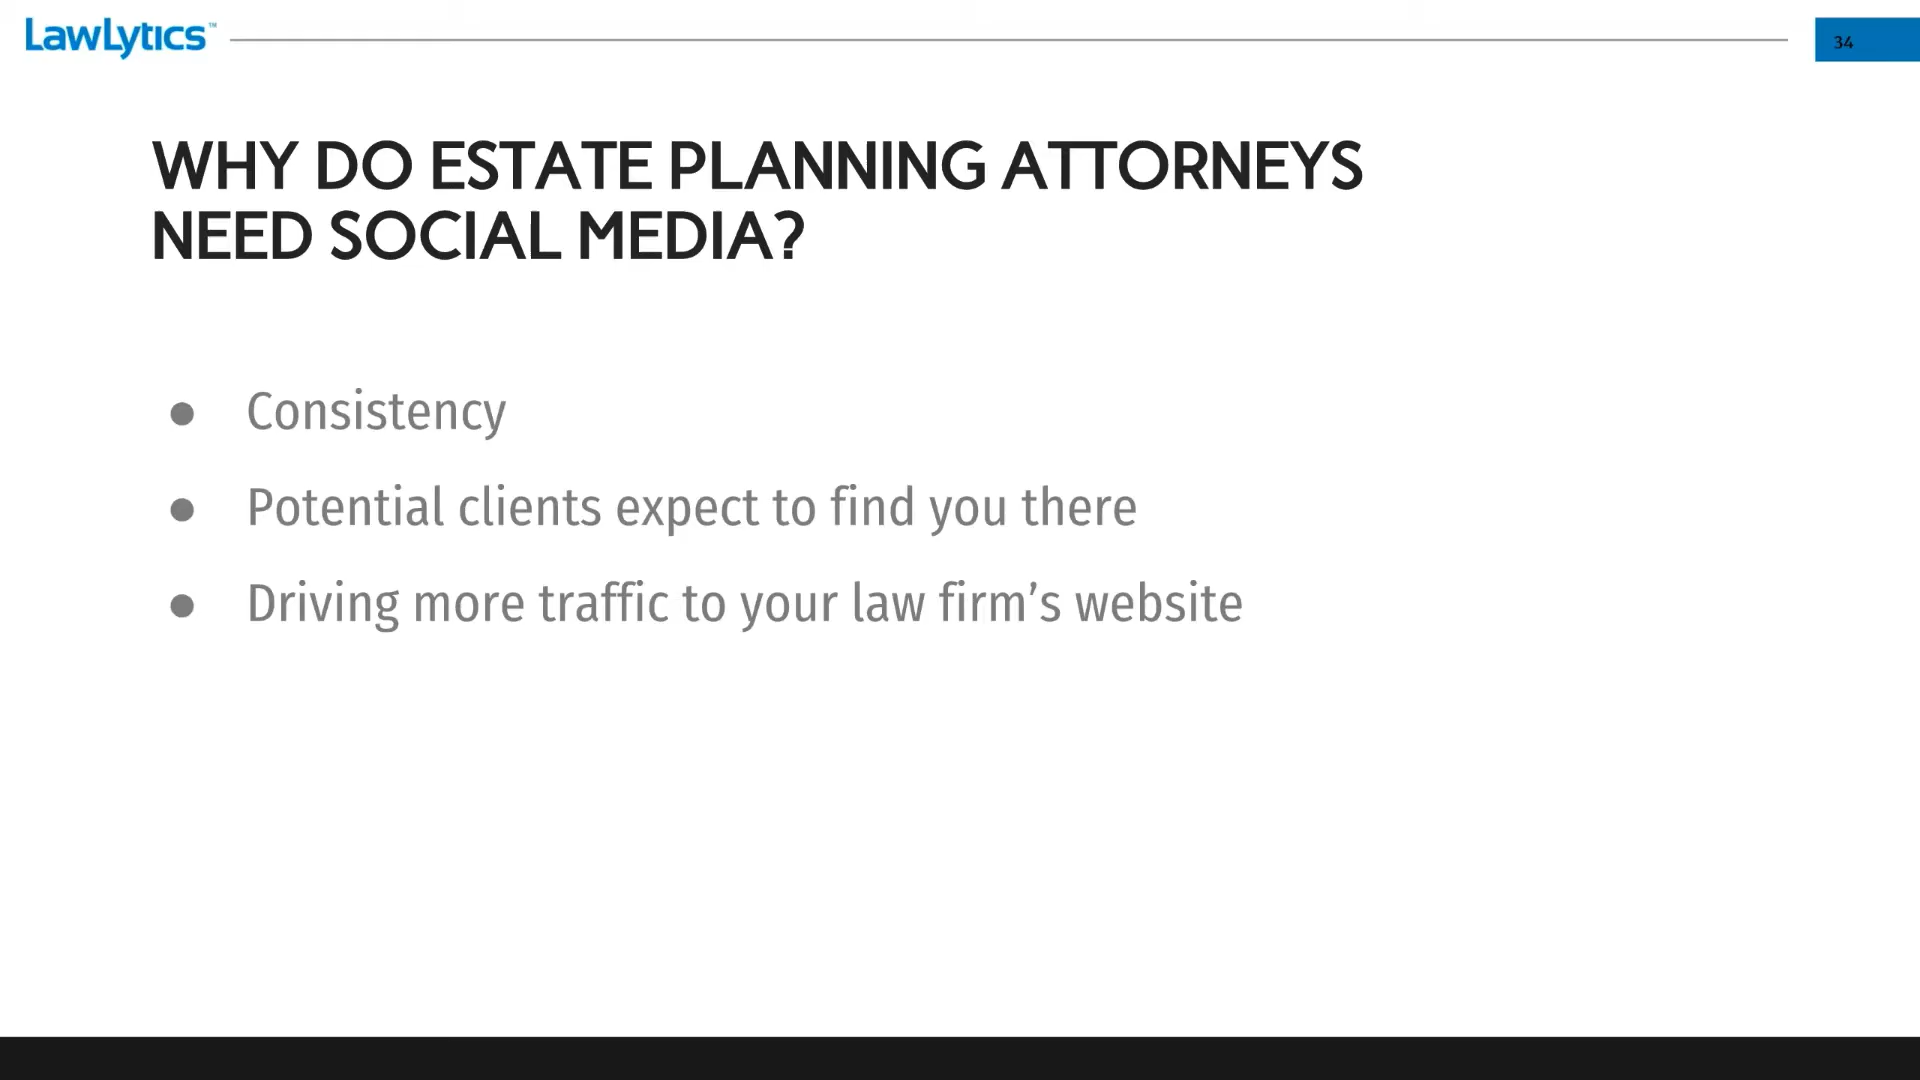 LawLytics™
34
WHY DO ESTATE PLANNING ATTORNEYS
NEED SOCIAL MEDIA?
● Consistency
● Potential clients expect to find you there
● Driving more traffic to your law firm’s website